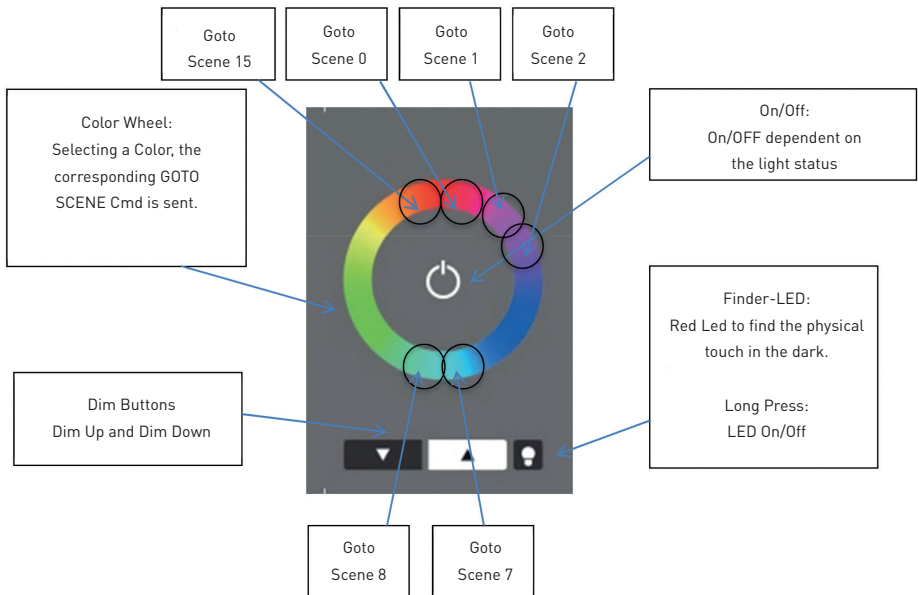 Goto
Scene 15
Goto
Scene 0
Goto
Scene 1
Goto
Scene 2
Color Wheel:
Selecting a Color, the
corresponding GOTO
SCENE Cmd is sent.
On/Off:
On/OFF dependent on
the light status
Finder-LED:
Red Led to find the physical
touch in the dark.
Long Press:
LED On/Off
Dim Buttons
Dim Up and Dim Down
Goto
Scene 8
Goto
Scene 7